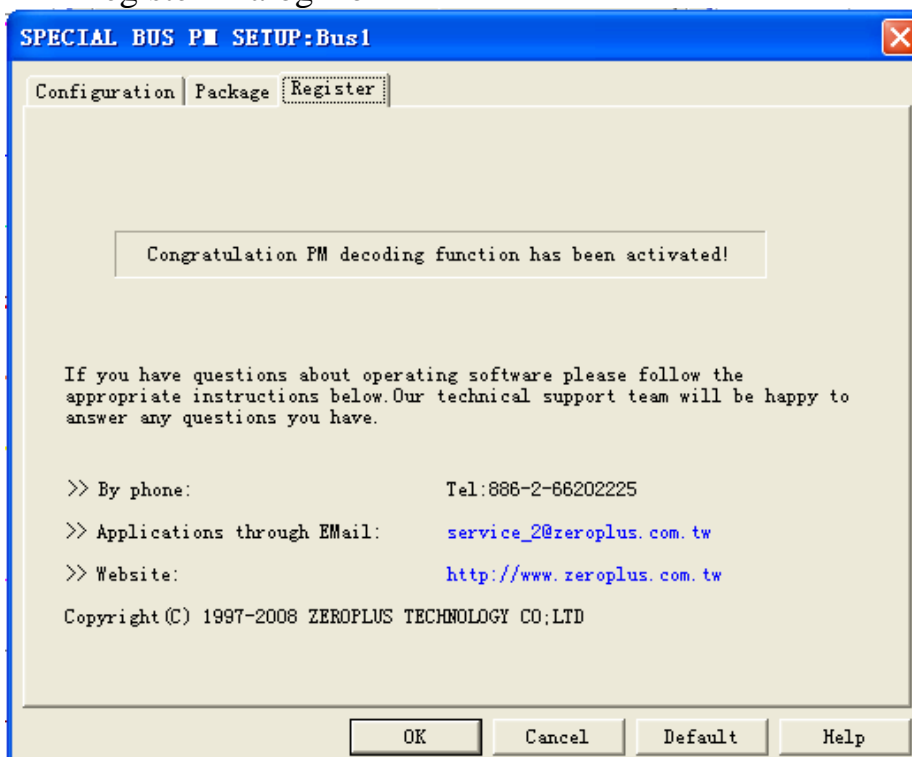 SPECIAL BUS PM SETUP:Bus1
Configuration Package Register
Congratulation PM decoding function has been activated!
If you have questions about operating software please follow the
appropriate instructions below.Our technical support team will be happy to
answer any questions you have.
>> By phone: Tel:886-2-66202225
>> Applications through EMail: service_2@zeroplus.com.tw
>> Website: http://www.zeroplus.com.tw
Copyright(C) 1997-2008 ZEROPLUS TECHNOLOGY CO;LTD
OK Cancel Default Help